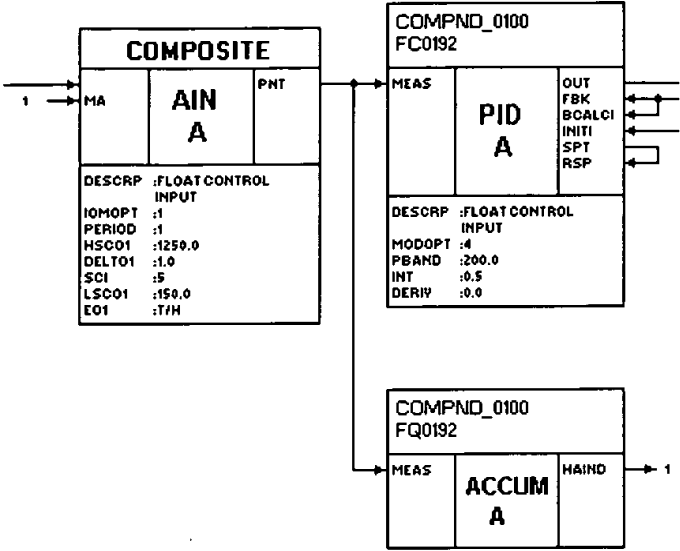 COMPOSITE
1
MA
AIN
A
PNT
DESCRP :FLOAT CONTROL
INPUT
IOMOPT :1
PERIOD :1
HSCO1 :1250.0
DELTO1 :1.0
SCI :5
LSCO1 :150.0
EO1 :T/H
COMPND_0100
FC0192
MEAS
PID
A
OUT
FBK
BCALCI
INITI
SPT
RSP
DESCRP :FLOAT CONTROL
INPUT
MODOPT :4
PBAND :200.0
INT :0.5
DERIV :0.0
COMPND_0100
FQ0192
MEAS
ACCUM
A
HAIND
1